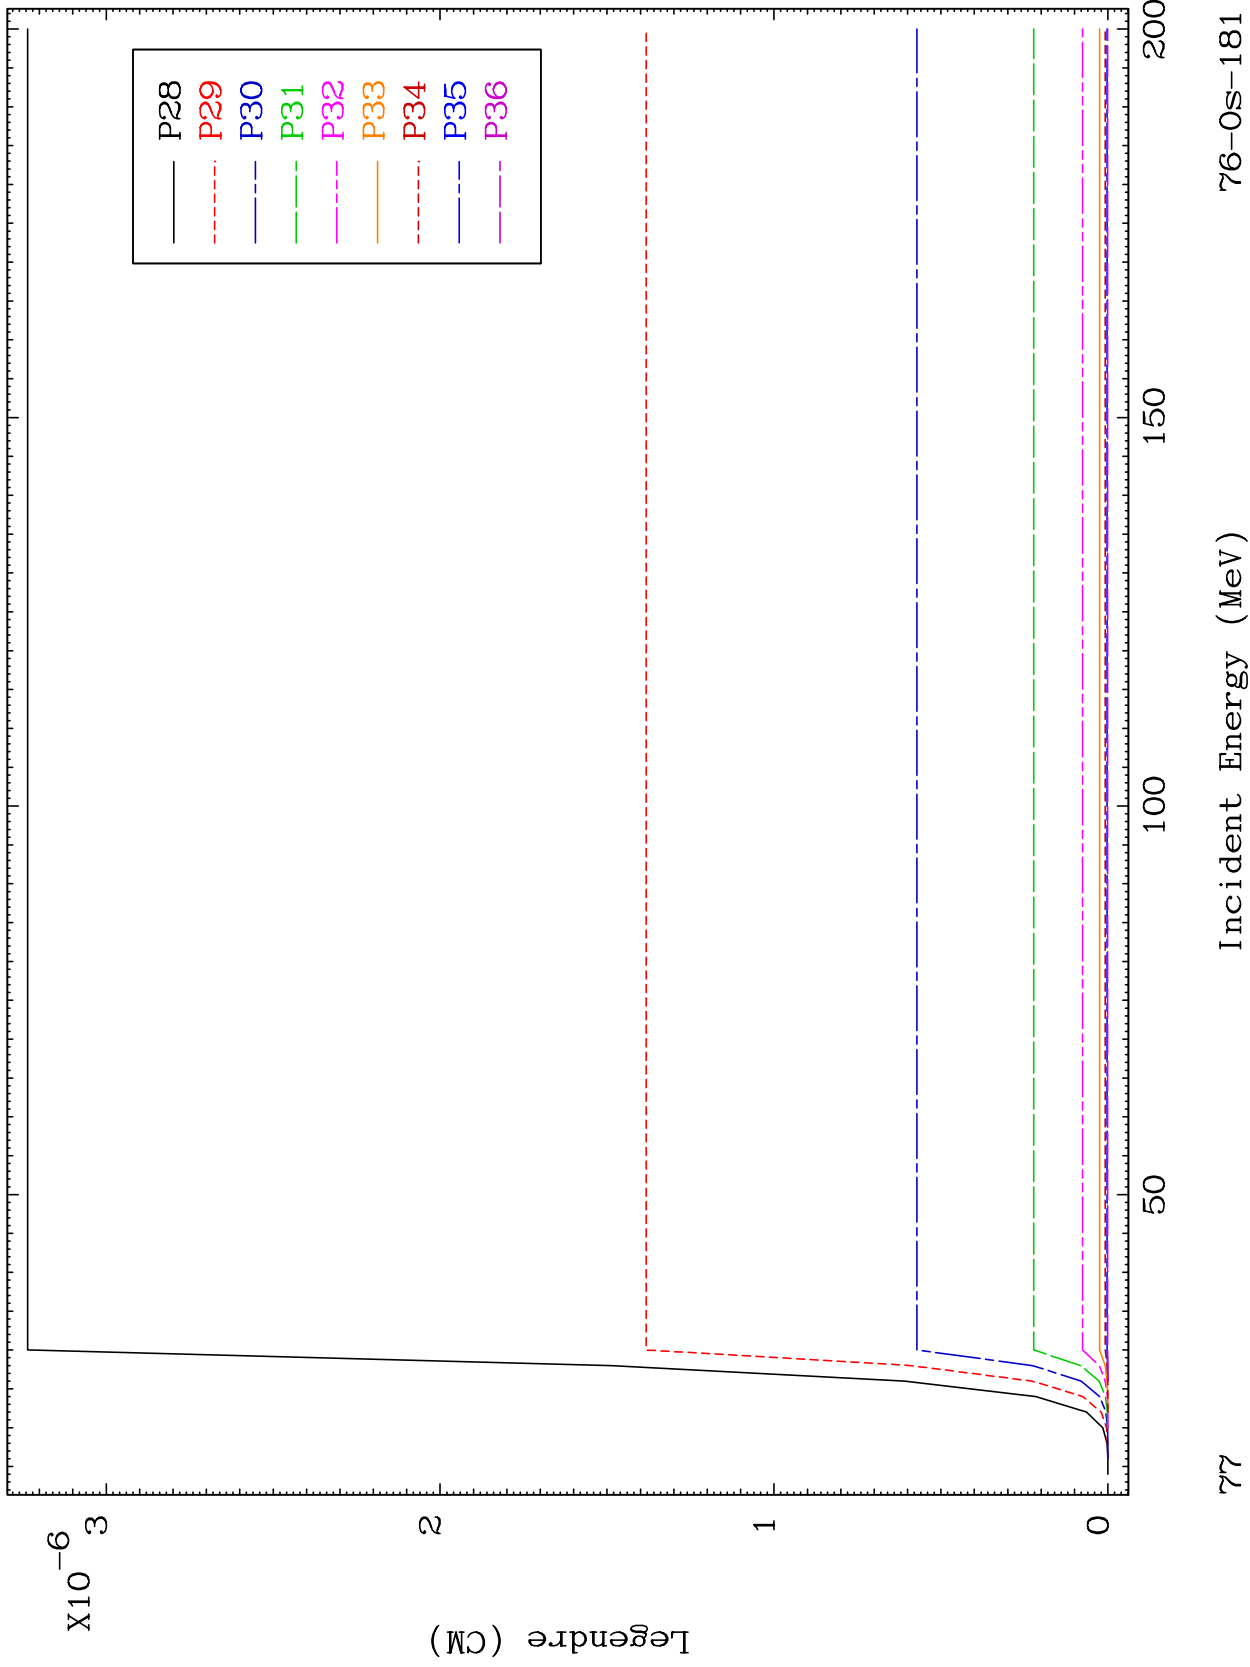 X10-6
3
2
1
0
Legendre (CM)
P28
P29
P30
P31
P32
P33
P34
P35
P36
50
100
150
200
Incident Energy (MeV)
77
76-Os-181